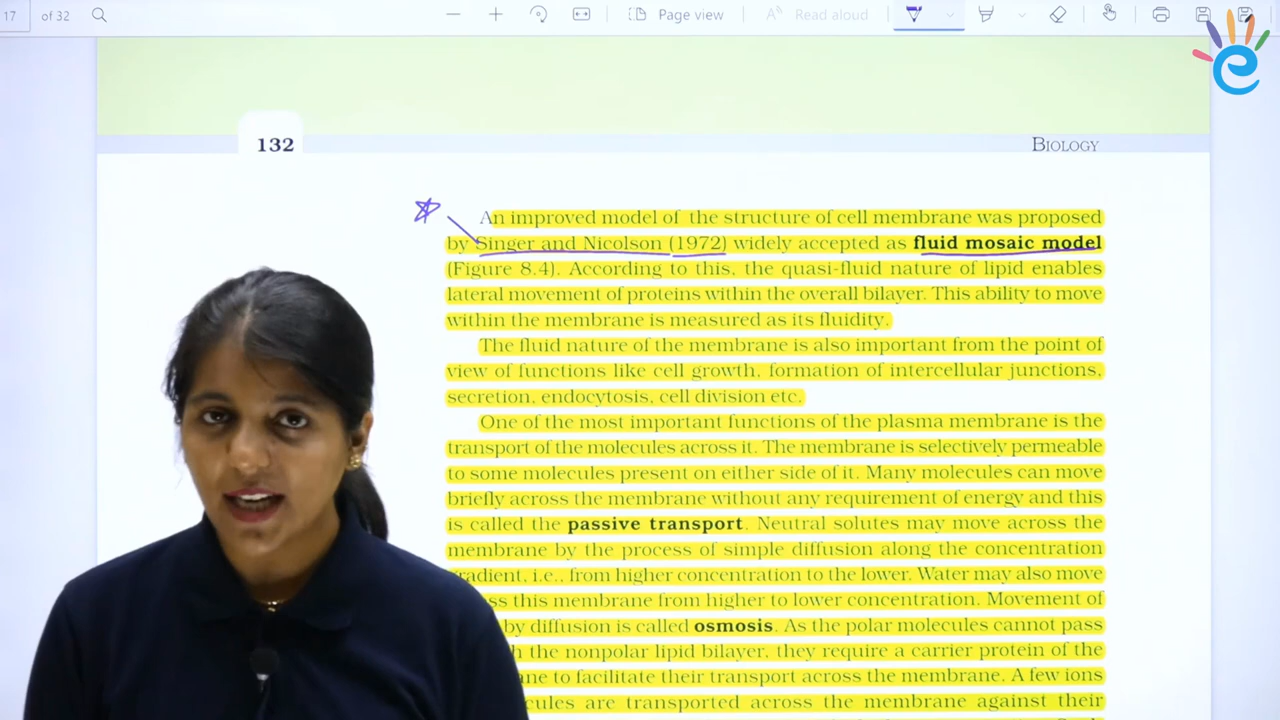 17 of 32 Page view Read aloud
132 BIOLOGY
An improved model of the structure of cell membrane was proposed
by Singer and Nicolson (1972) widely accepted as fluid mosaic model
(Figure 8.4). According to this, the quasi-fluid nature of lipid enables
lateral movement of proteins within the overall bilayer. This ability to move
within the membrane is measured as its fluidity.
The fluid nature of the membrane is also important from the point of
view of functions like cell growth, formation of intercellular junctions,
secretion, endocytosis, cell division etc.
One of the most important functions of the plasma membrane is the
transport of the molecules across it. The membrane is selectively permeable
to some molecules present on either side of it. Many molecules can move
briefly across the membrane without any requirement of energy and this
is called the passive transport. Neutral solutes may move across the
membrane by the process of simple diffusion along the concentration
gradient, i.e., from higher concentration to the lower. Water may also move
this membrane from higher to lower concentration. Movement of
by diffusion is called osmosis. As the polar molecules cannot pass
the nonpolar lipid bilayer, they require a carrier protein of the
to facilitate their transport across the membrane. A few ions
are transported across the membrane against their